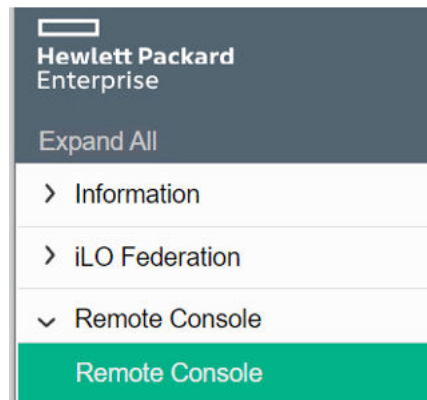 Hewlett Packard
Enterprise
Expand All
Information
iLO Federation
Remote Console
Remote Console